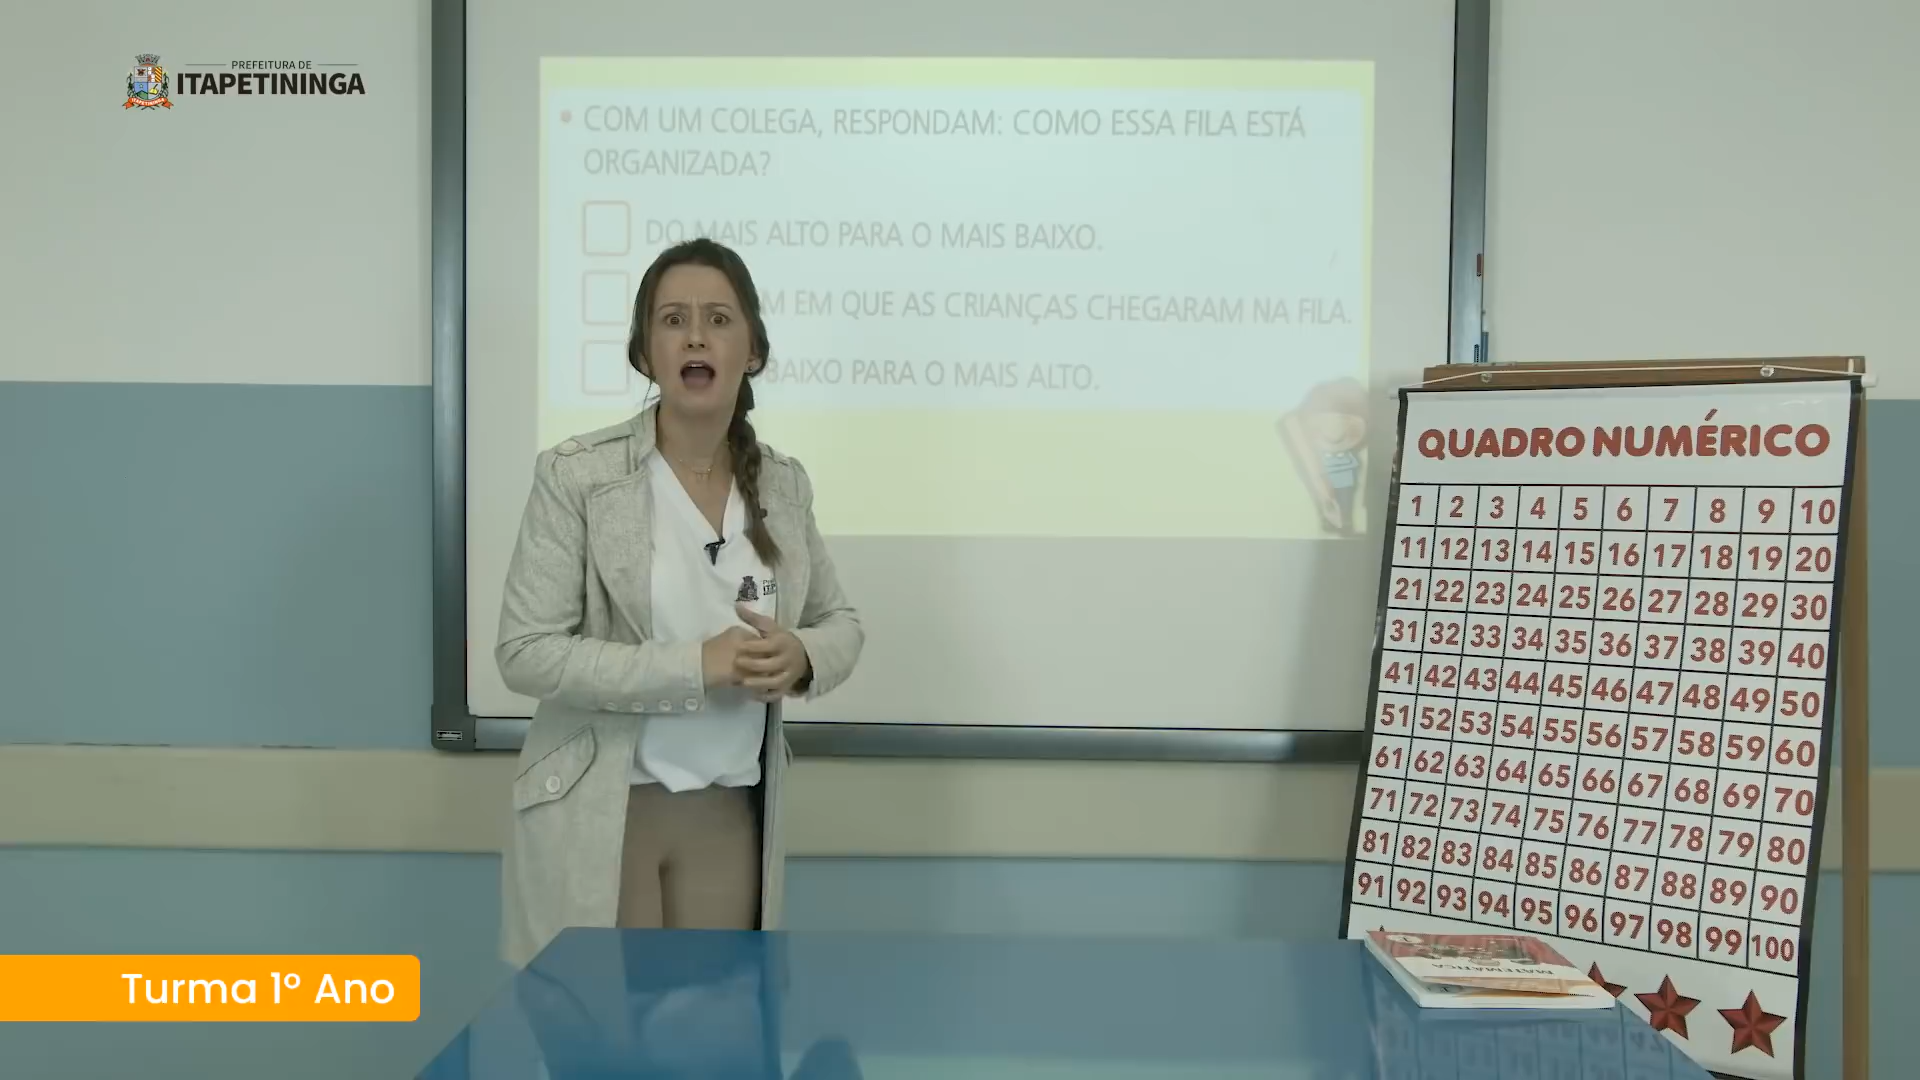 PREFEITURA DE
ITAPETININGA
COM UM COLEGA, RESPONDAM: COMO ESSA FILA ESTÁ
ORGANIZADA?
DO MAIS ALTO PARA O MAIS BAIXO.
EM QUE AS CRIANÇAS CHEGARAM NA FILA.
BAIXO PARA O MAIS ALTO.
QUADRO NUMÉRICO
1 2 3 4 5 6 7 8 9 10
11 12 13 14 15 16 17 18 19 20
21 22 23 24 25 26 27 28 29 30
31 32 33 34 35 36 37 38 39 40
41 42 43 44 45 46 47 48 49 50
51 52 53 54 55 56 57 58 59 60
61 62 63 64 65 66 67 68 69 70
71 72 73 74 75 76 77 78 79 80
81 82 83 84 85 86 87 88 89 90
91 92 93 94 95 96 97 98 99 100
MATEMÁTICA
Turma 1º Ano